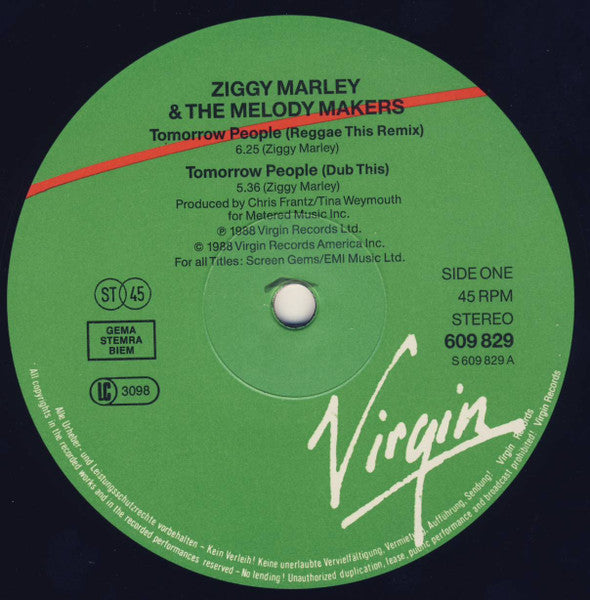 ZIGGY MARLEY
& THE MELODY MAKERS
Tomorrow People (Reggae This Remix)
6.25 (Ziggy Marley)
Tomorrow People (Dub This)
5.36 (Ziggy Marley)
Produced by Chris Frantz/Tina Weymouth
for Metered Music Inc.
℗ 1988 Virgin Records Ltd.
© 1988 Virgin Records America Inc.
For all Titles: Screen Gems/EMI Music Ltd.
ST 45
GEMA
STEMRA
BIEM
LC 3098
SIDE ONE
45 RPM
STEREO
609 829
S 609 829 A
Virgin
Alle Urheber- und Leistungsschutzrechte vorbehalten - Kein Verleih! Keine unerlaubte Vervielfältigung, Vermietung, Aufführung, Sendung! Virgin Records
All copyrights in the recorded works and in the recorded performances reserved - No lending! Unauthorized duplication, lease, public performance and broadcast prohibited! Virgin Records